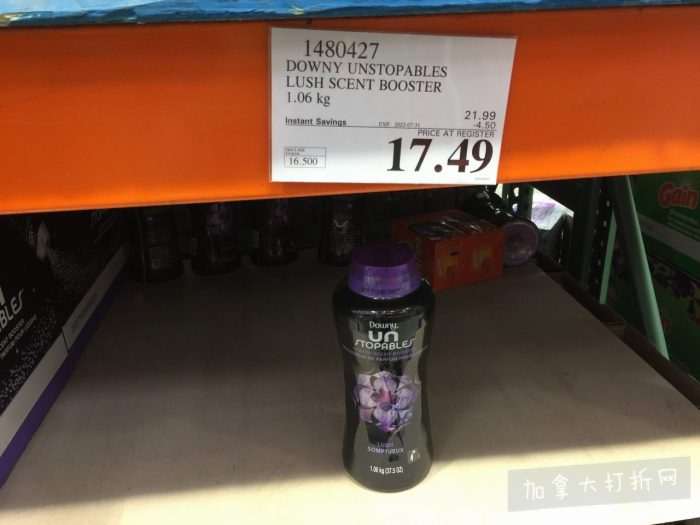 1480427
DOWNY UNSTOPABLES
LUSH SCENT BOOSTER
1.06 kg
21.99
Instant Savings
-4.50
PRICE AT REGISTER
16.500
17.49
Gain
Downy.
UN
STOPABLES
LUSH
SOMPTUEUX
1.06 kg (37.5 OZ)
加拿大打折网